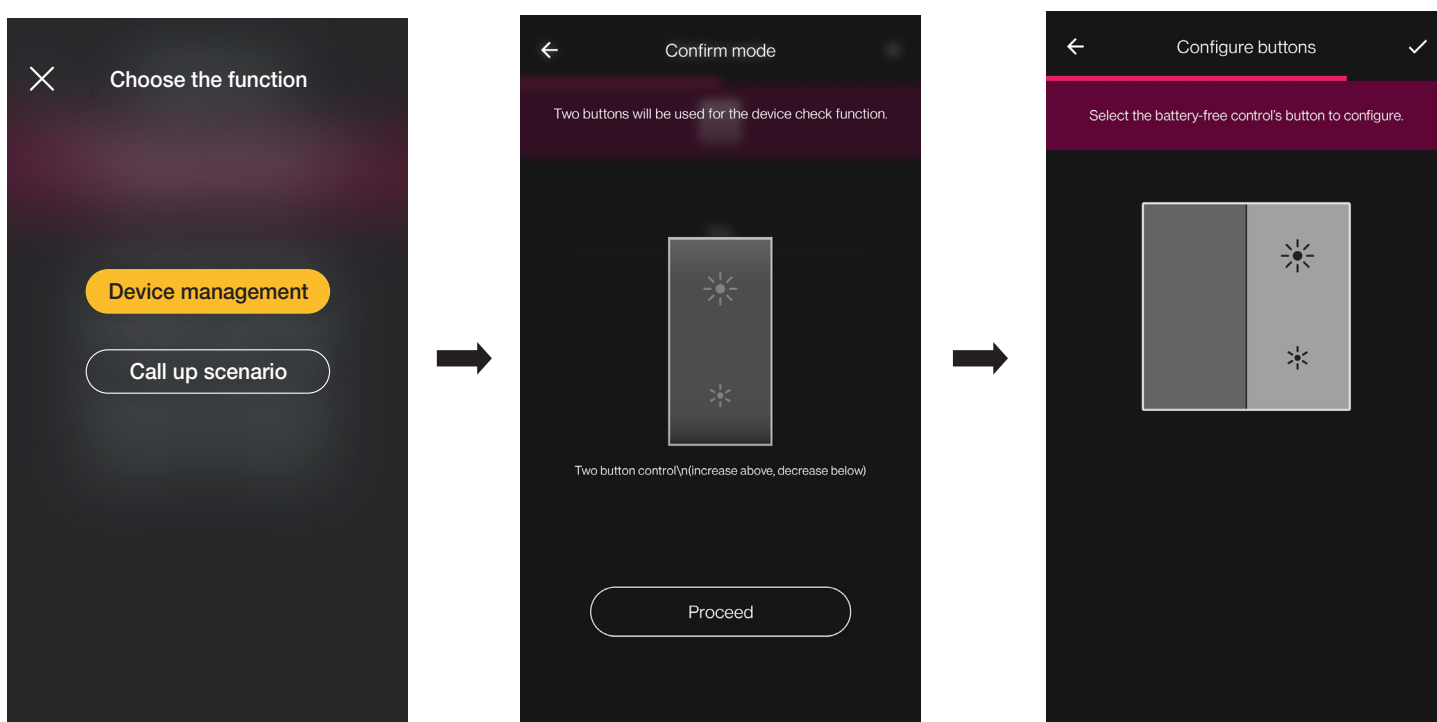 Choose the function
Device management
Call up scenario
Confirm mode
Two buttons will be used for the device check function.
Two button control\n(increase above, decrease below)
Proceed
Configure buttons
Select the battery-free control's button to configure.